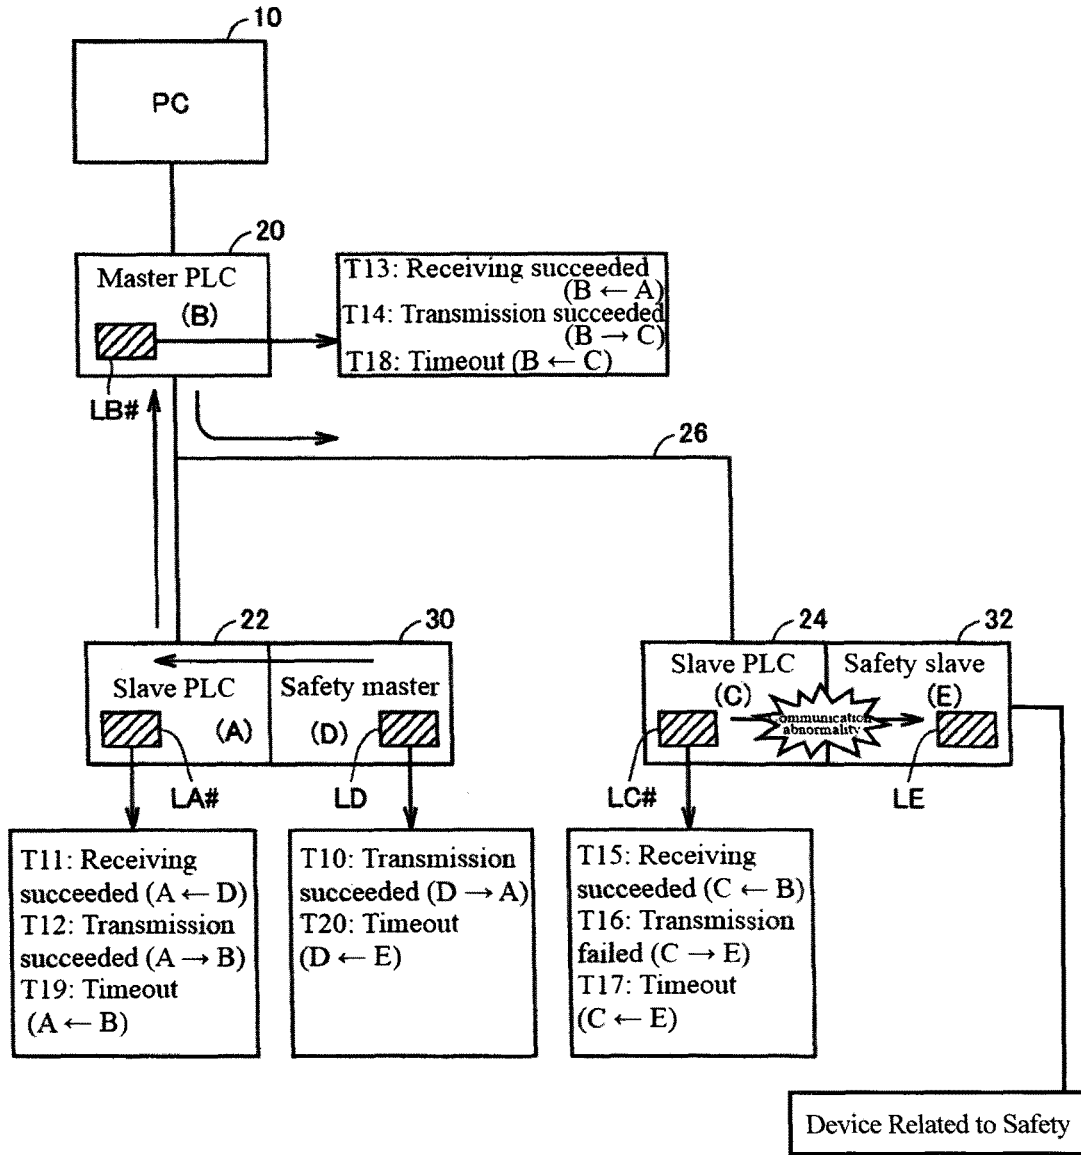 10
PC
20
Master PLC
(B)
LB#
T13: Receiving succeeded
(B ← A)
T14: Transmission succeeded
(B → C)
T18: Timeout (B ← C)
26
22
30
Slave PLC
(A)
Safety master
(D)
LA#
LD
24
32
Slave PLC
(C)
Safety slave
(E)
communication
abnormality
LC#
LE
T11: Receiving
succeeded (A ← D)
T12: Transmission
succeeded (A → B)
T19: Timeout
(A ← B)
T10: Transmission
succeeded (D → A)
T20: Timeout
(D ← E)
T15: Receiving
succeeded (C ← B)
T16: Transmission
failed (C → E)
T17: Timeout
(C ← E)
Device Related to Safety